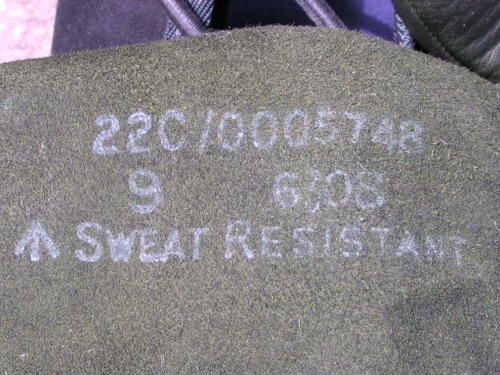 22C/0005748
9 6/08
↑ SWEAT RESISTANT